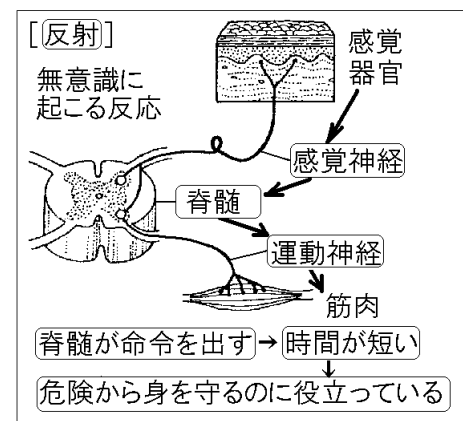 [反射]
無意識に
起こる反応
感覚
器官
感覚神経
脊髄
運動神経
筋肉
脊髄が命令を出す→時間が短い
↓
危険から身を守るのに役立っている